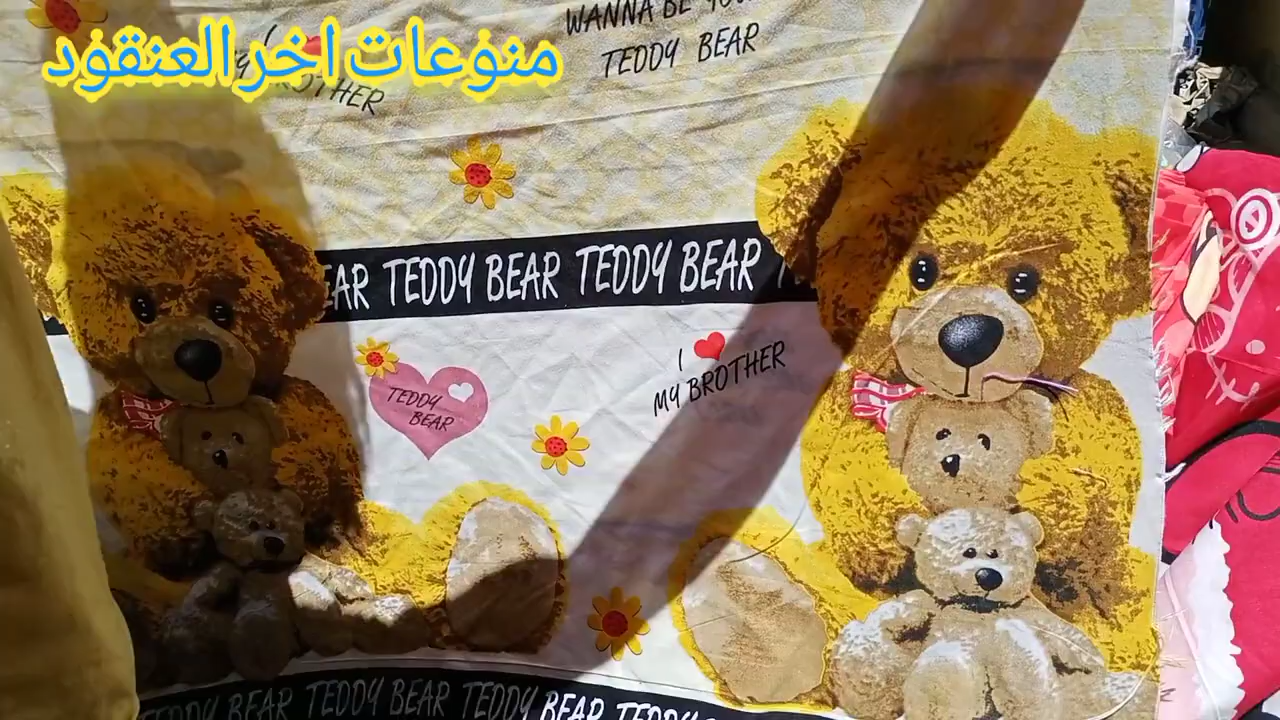 منوعات اخر العنقود
WANNA BE
TEDDY BEAR
BROTHER
EAR TEDDY BEAR TEDDY BEAR
TEDDY
BEAR
I
MY BROTHER
TEDDY BEAR TEDDY BEAR TEDDY BEAR TEDDY